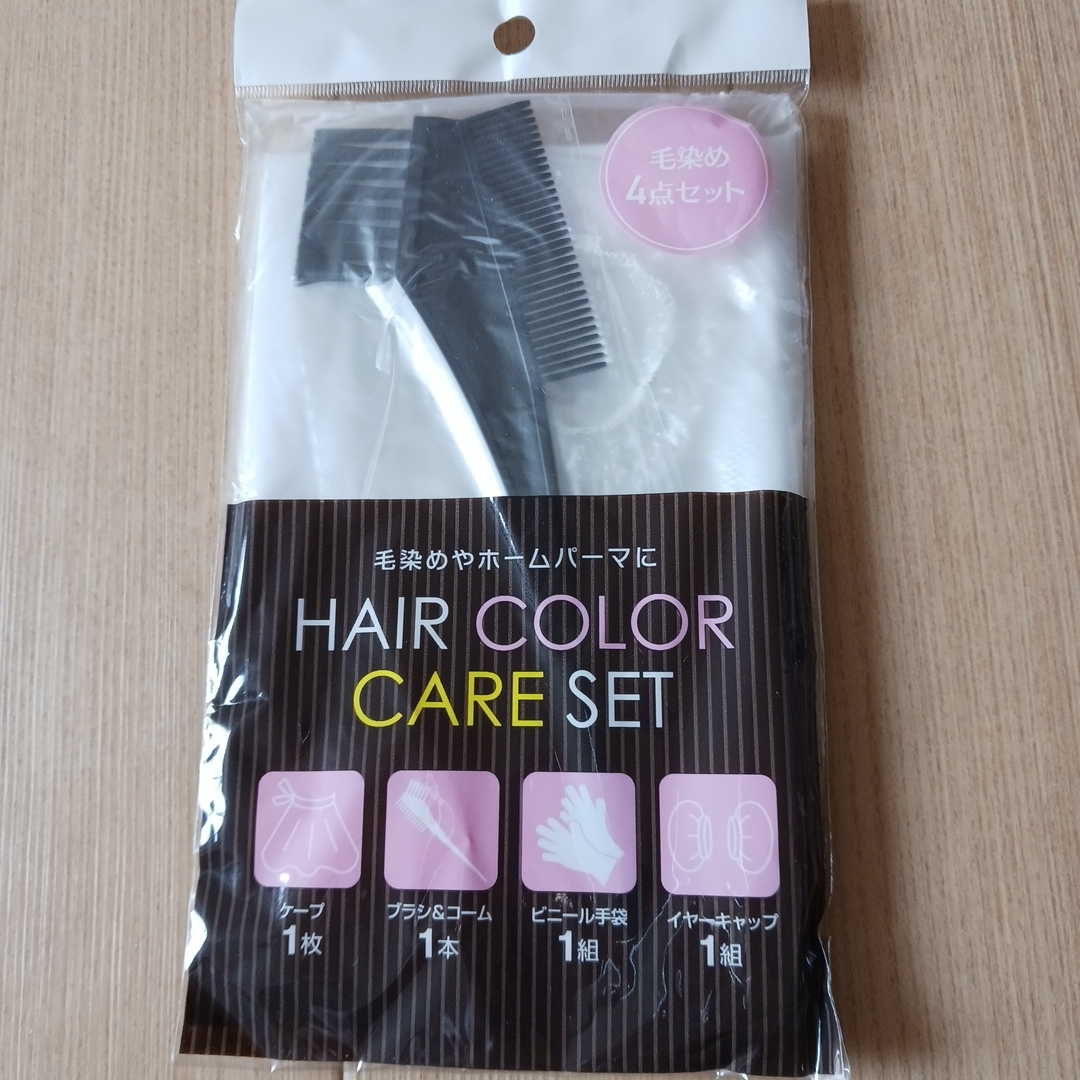 毛染め
4点セット
毛染めやホームパーマに
HAIR COLOR
CARE SET
ケープ
1枚
ブラシ&コーム
1本
ビニール手袋
1組
イヤーキャップ
1組